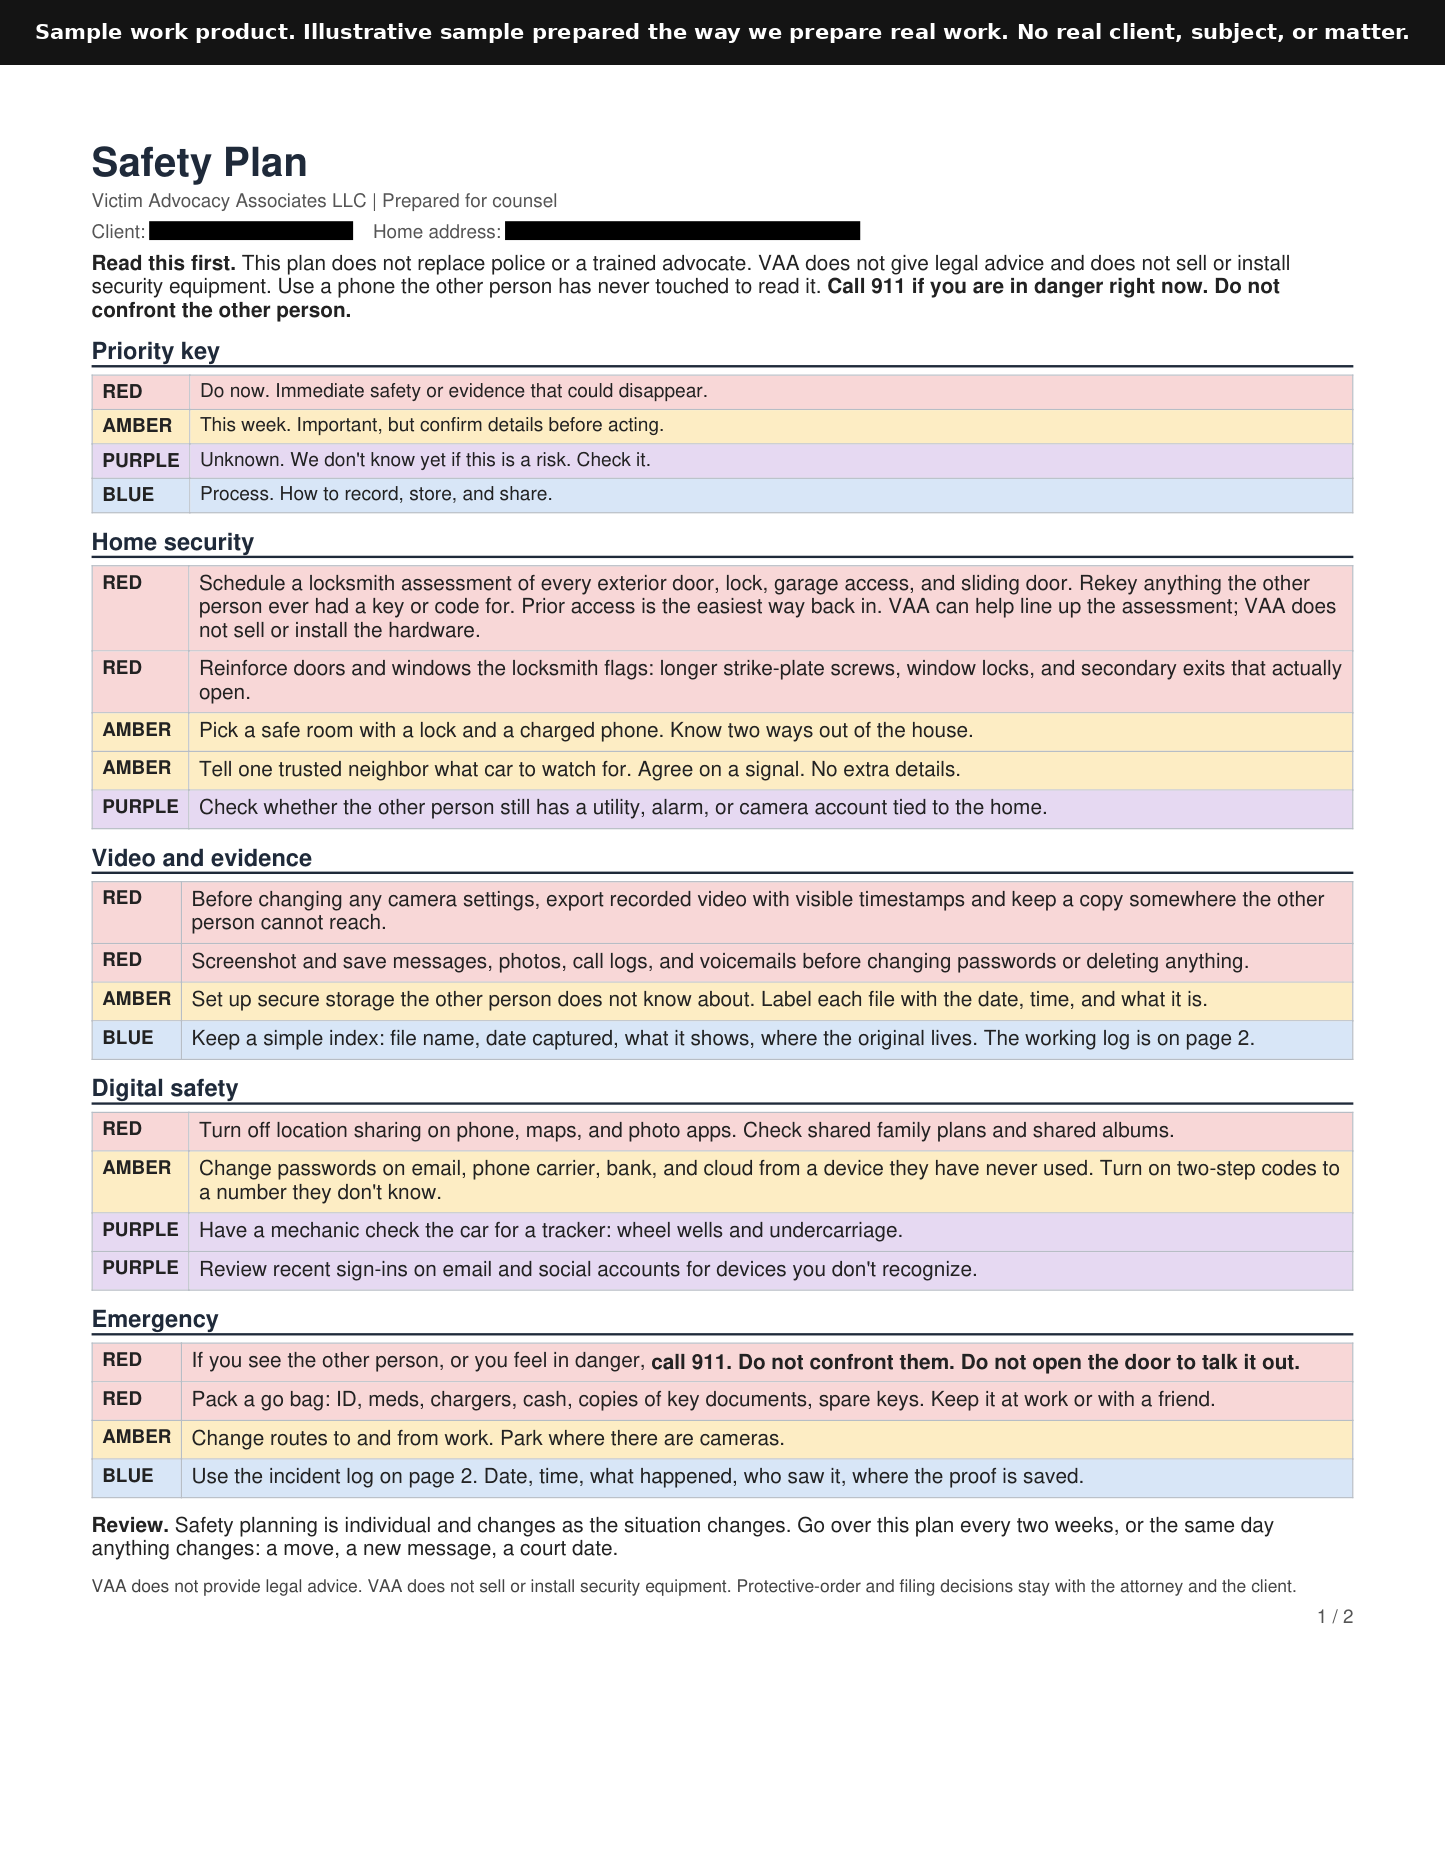 Sample work product. Illustrative sample prepared the way we prepare real work. No real client, subject, or matter.
Safety Plan
Victim Advocacy Associates LLC | Prepared for counsel
Client: Home address:
Read this first. This plan does not replace police or a trained advocate. VAA does not give legal advice and does not sell or install
security equipment. Use a phone the other person has never touched to read it. Call 911 if you are in danger right now. Do not
confront the other person.
Priority key
RED Do now. Immediate safety or evidence that could disappear.
AMBER This week. Important, but confirm details before acting.
PURPLE Unknown. We don't know yet if this is a risk. Check it.
BLUE Process. How to record, store, and share.
Home security
RED Schedule a locksmith assessment of every exterior door, lock, garage access, and sliding door. Rekey anything the other
person ever had a key or code for. Prior access is the easiest way back in. VAA can help line up the assessment; VAA does
not sell or install the hardware.
RED Reinforce doors and windows the locksmith flags: longer strike-plate screws, window locks, and secondary exits that actually
open.
AMBER Pick a safe room with a lock and a charged phone. Know two ways out of the house.
AMBER Tell one trusted neighbor what car to watch for. Agree on a signal. No extra details.
PURPLE Check whether the other person still has a utility, alarm, or camera account tied to the home.
Video and evidence
RED Before changing any camera settings, export recorded video with visible timestamps and keep a copy somewhere the other
person cannot reach.
RED Screenshot and save messages, photos, call logs, and voicemails before changing passwords or deleting anything.
AMBER Set up secure storage the other person does not know about. Label each file with the date, time, and what it is.
BLUE Keep a simple index: file name, date captured, what it shows, where the original lives. The working log is on page 2.
Digital safety
RED Turn off location sharing on phone, maps, and photo apps. Check shared family plans and shared albums.
AMBER Change passwords on email, phone carrier, bank, and cloud from a device they have never used. Turn on two-step codes to
a number they don't know.
PURPLE Have a mechanic check the car for a tracker: wheel wells and undercarriage.
PURPLE Review recent sign-ins on email and social accounts for devices you don't recognize.
Emergency
RED If you see the other person, or you feel in danger, call 911. Do not confront them. Do not open the door to talk it out.
RED Pack a go bag: ID, meds, chargers, cash, copies of key documents, spare keys. Keep it at work or with a friend.
AMBER Change routes to and from work. Park where there are cameras.
BLUE Use the incident log on page 2. Date, time, what happened, who saw it, where the proof is saved.
Review. Safety planning is individual and changes as the situation changes. Go over this plan every two weeks, or the same day
anything changes: a move, a new message, a court date.
VAA does not provide legal advice. VAA does not sell or install security equipment. Protective-order and filing decisions stay with the attorney and the client.
1 / 2